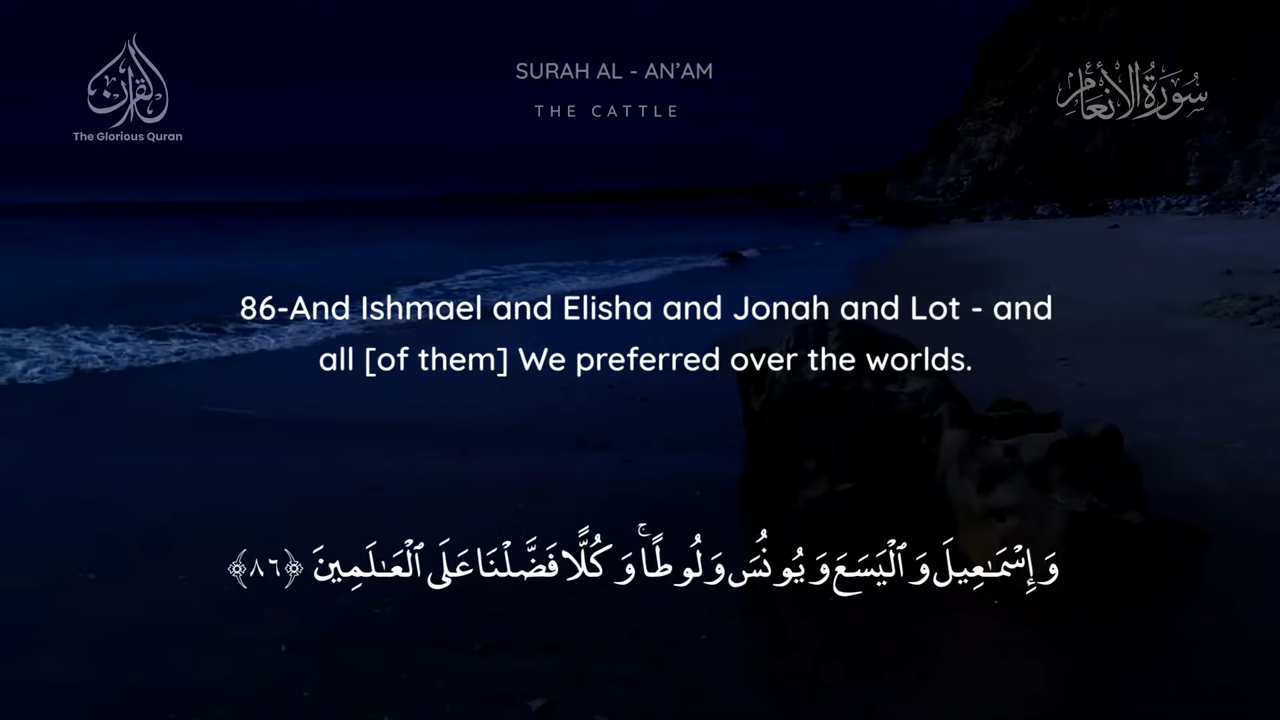 القرآن
The Glorious Quran
SURAH AL - AN’AM
THE CATTLE
سُورَةُ الأَنْعَام
86-And Ishmael and Elisha and Jonah and Lot - and
all [of them] We preferred over the worlds.
وَإِسْمَـٰعِيلَ وَٱلْيَسَعَ وَيُونُسَ وَلُوطًۭا ۚ وَكُلًّۭا فَضَّلْنَا عَلَى ٱلْعَـٰلَمِينَ ﴿٨٦﴾